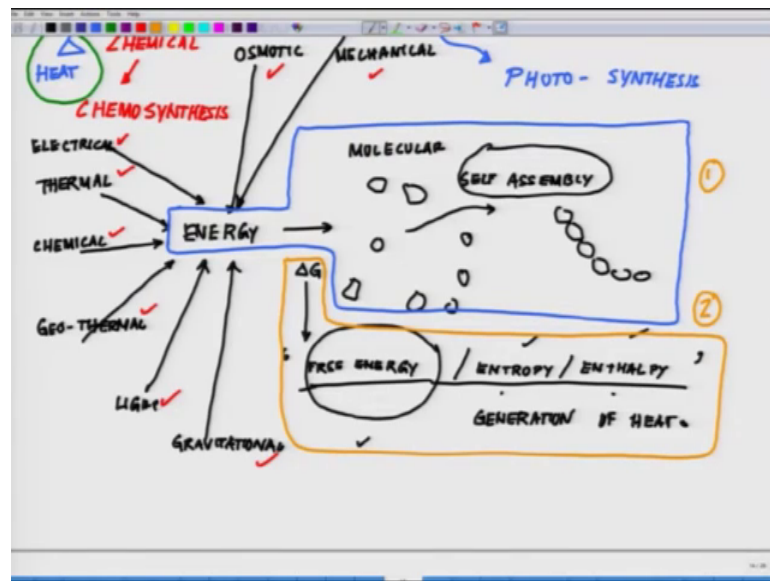 CHEMICAL
Δ
HEAT
CHEMOSYNTHESIS
OSMOTIC
MECHANICAL
PHOTO - SYNTHESIS
ELECTRICAL
THERMAL
CHEMICAL
GEO-THERMAL
LIGHT
GRAVITATIONAL
ENERGY
MOLECULAR
SELF ASSEMBLY
1
ΔG
2
FREE ENERGY / ENTROPY / ENTHALPY ,
GENERATION OF HEAT.